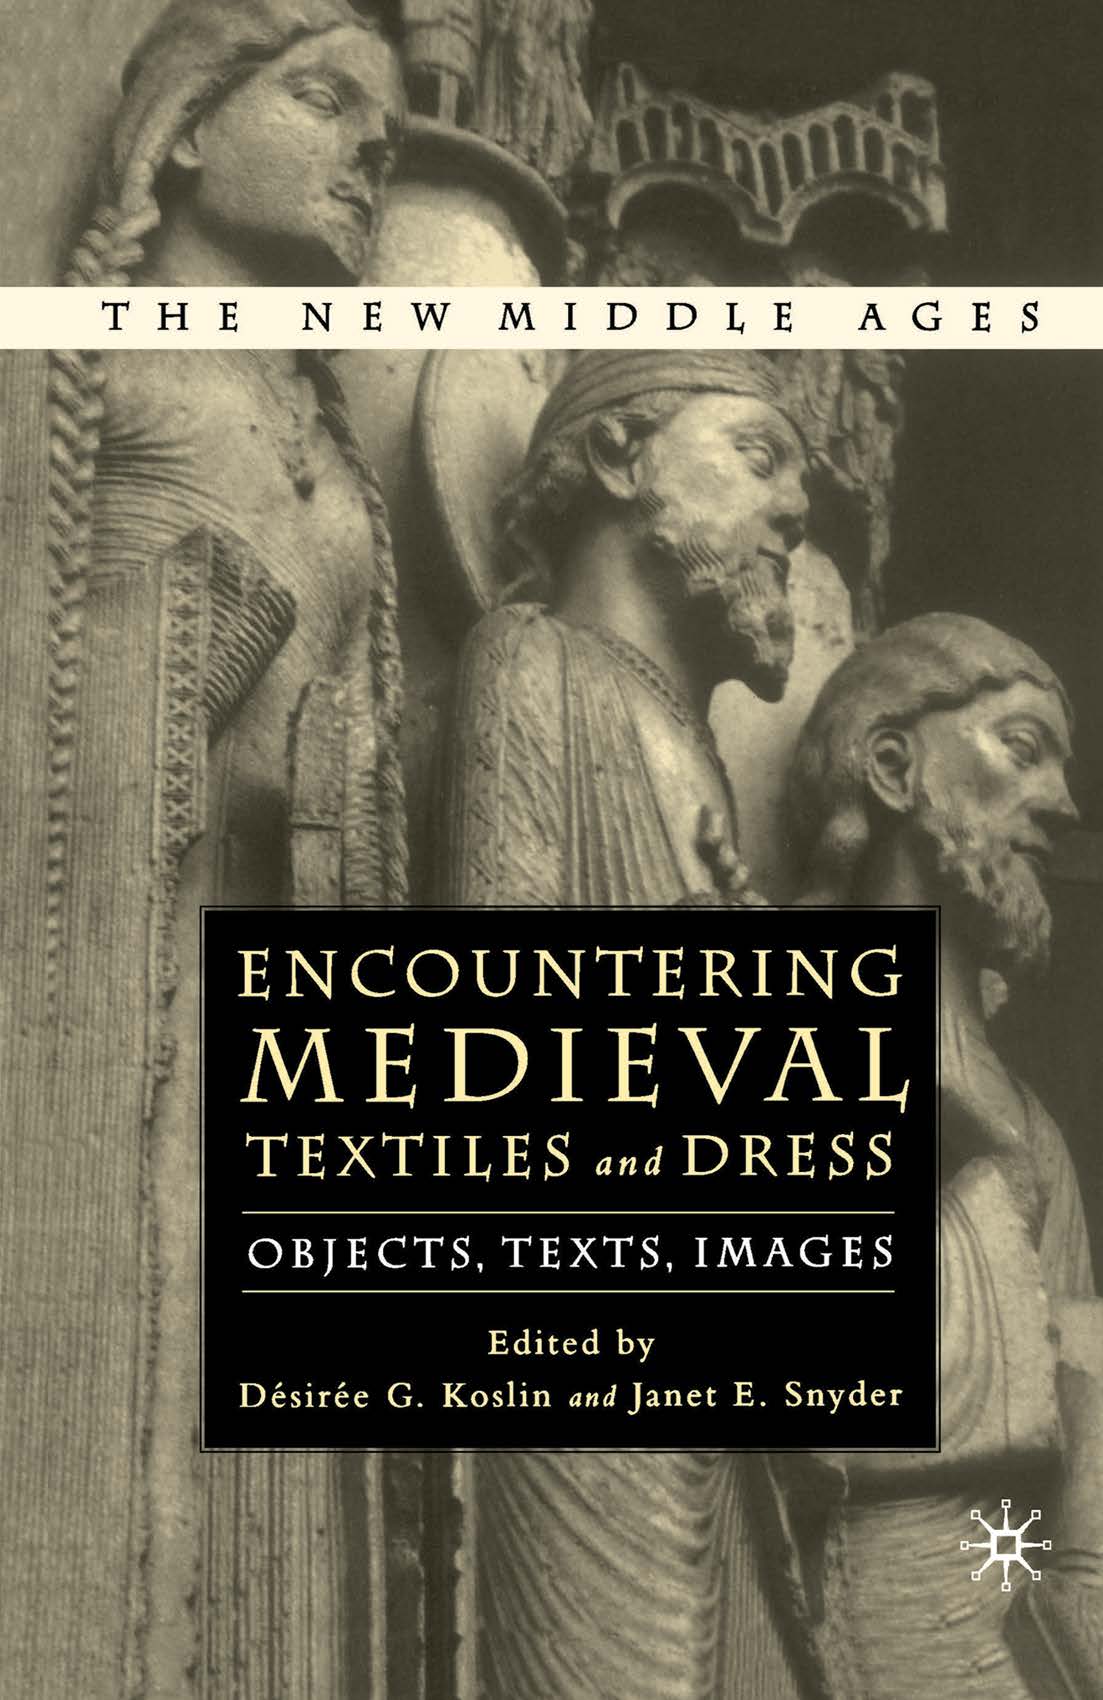 THE NEW MIDDLE AGES
ENCOUNTERING
MEDIEVAL
TEXTILES and DRESS
OBJECTS, TEXTS, IMAGES
Edited by
Désirée G. Koslin and Janet E. Snyder